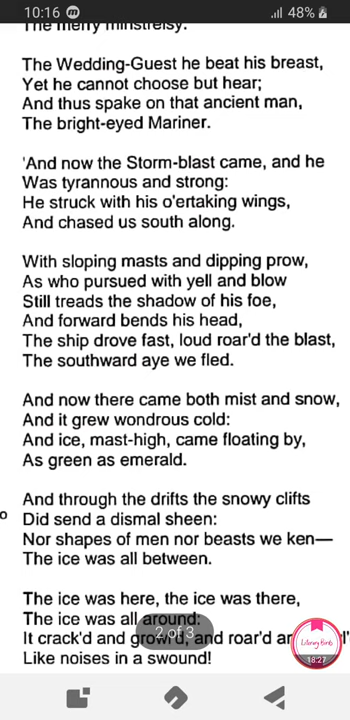 10:16
48%
The merry minstrelsy.
The Wedding-Guest he beat his breast,
Yet he cannot choose but hear;
And thus spake on that ancient man,
The bright-eyed Mariner.
'And now the Storm-blast came, and he
Was tyrannous and strong:
He struck with his o'ertaking wings,
And chased us south along.
With sloping masts and dipping prow,
As who pursued with yell and blow
Still treads the shadow of his foe,
And forward bends his head,
The ship drove fast, loud roar'd the blast,
The southward aye we fled.
And now there came both mist and snow,
And it grew wondrous cold:
And ice, mast-high, came floating by,
As green as emerald.
And through the drifts the snowy clifts
o Did send a dismal sheen:
Nor shapes of men nor beasts we ken—
The ice was all between.
The ice was here, the ice was there,
The ice was all around:
It crack'd and growl'd, and roar'd
2 of 3
Literary Birds
18:27
Like noises in a swound!